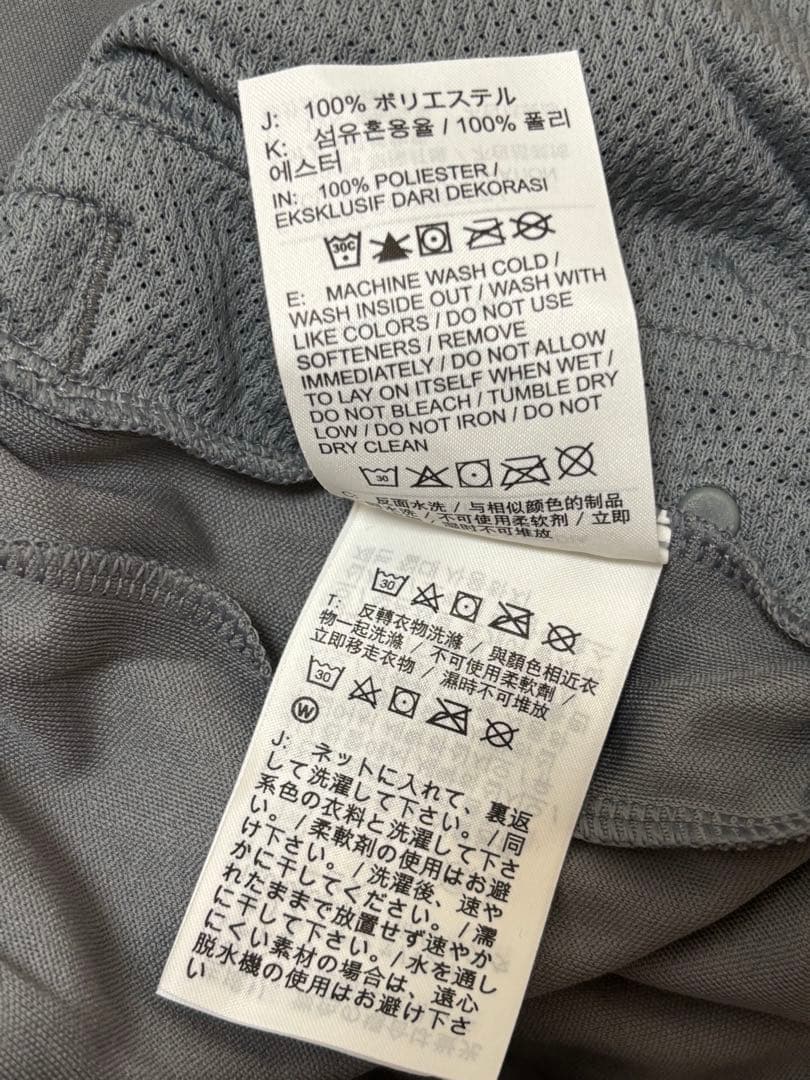 J: 100% ポリエステル
K: 섬유혼용율 / 100% 폴리
에스터
IN: 100% POLIESTER /
EKSKLUSIF DARI DEKORASI
30C
E: MACHINE WASH COLD /
WASH INSIDE OUT / WASH WITH
LIKE COLORS / DO NOT USE
SOFTENERS / REMOVE
IMMEDIATELY / DO NOT ALLOW
TO LAY ON ITSELF WHEN WET /
DO NOT BLEACH / TUMBLE DRY
LOW / DO NOT IRON / DO NOT
DRY CLEAN
30
反面水洗 / 与相似颜色的制品
水洗 / 不可使用柔软剂 / 立即
湿时不可堆放
30
T: 反轉衣物洗滌 / 與顏色相近衣
物一起洗滌 / 不可使用柔軟劑 /
立即移走衣物 / 濕時不可堆放
30
W
J: ネットに入れて、裏返
して洗濯して下さい。/同
系色の衣料と洗濯して下さ
い。/柔軟剤の使用はお避
け下さい。/洗濯後、速や
かに干してください。/濡
れたままで放置せず速やか
に干して下さい。/水を通し
にくい素材の場合は、遠心
脱水機の使用はお避け下さ
い